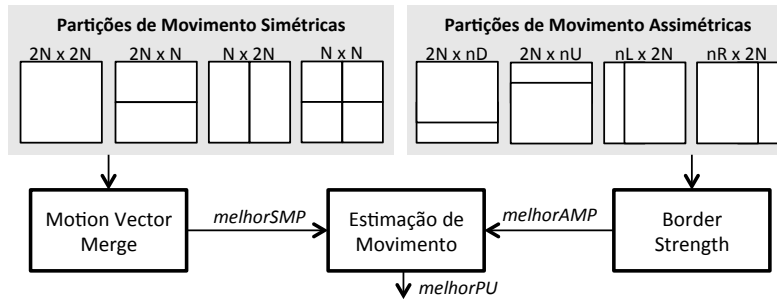 Partições de Movimento Simétricas
Partições de Movimento Assimétricas
2N x 2N
2N x N
N x 2N
N x N
2N x nD
2N x nU
nL x 2N
nR x 2N
Motion Vector
Merge
melhorSMP
Estimação de
Movimento
melhorAMP
Border
Strength
melhorPU